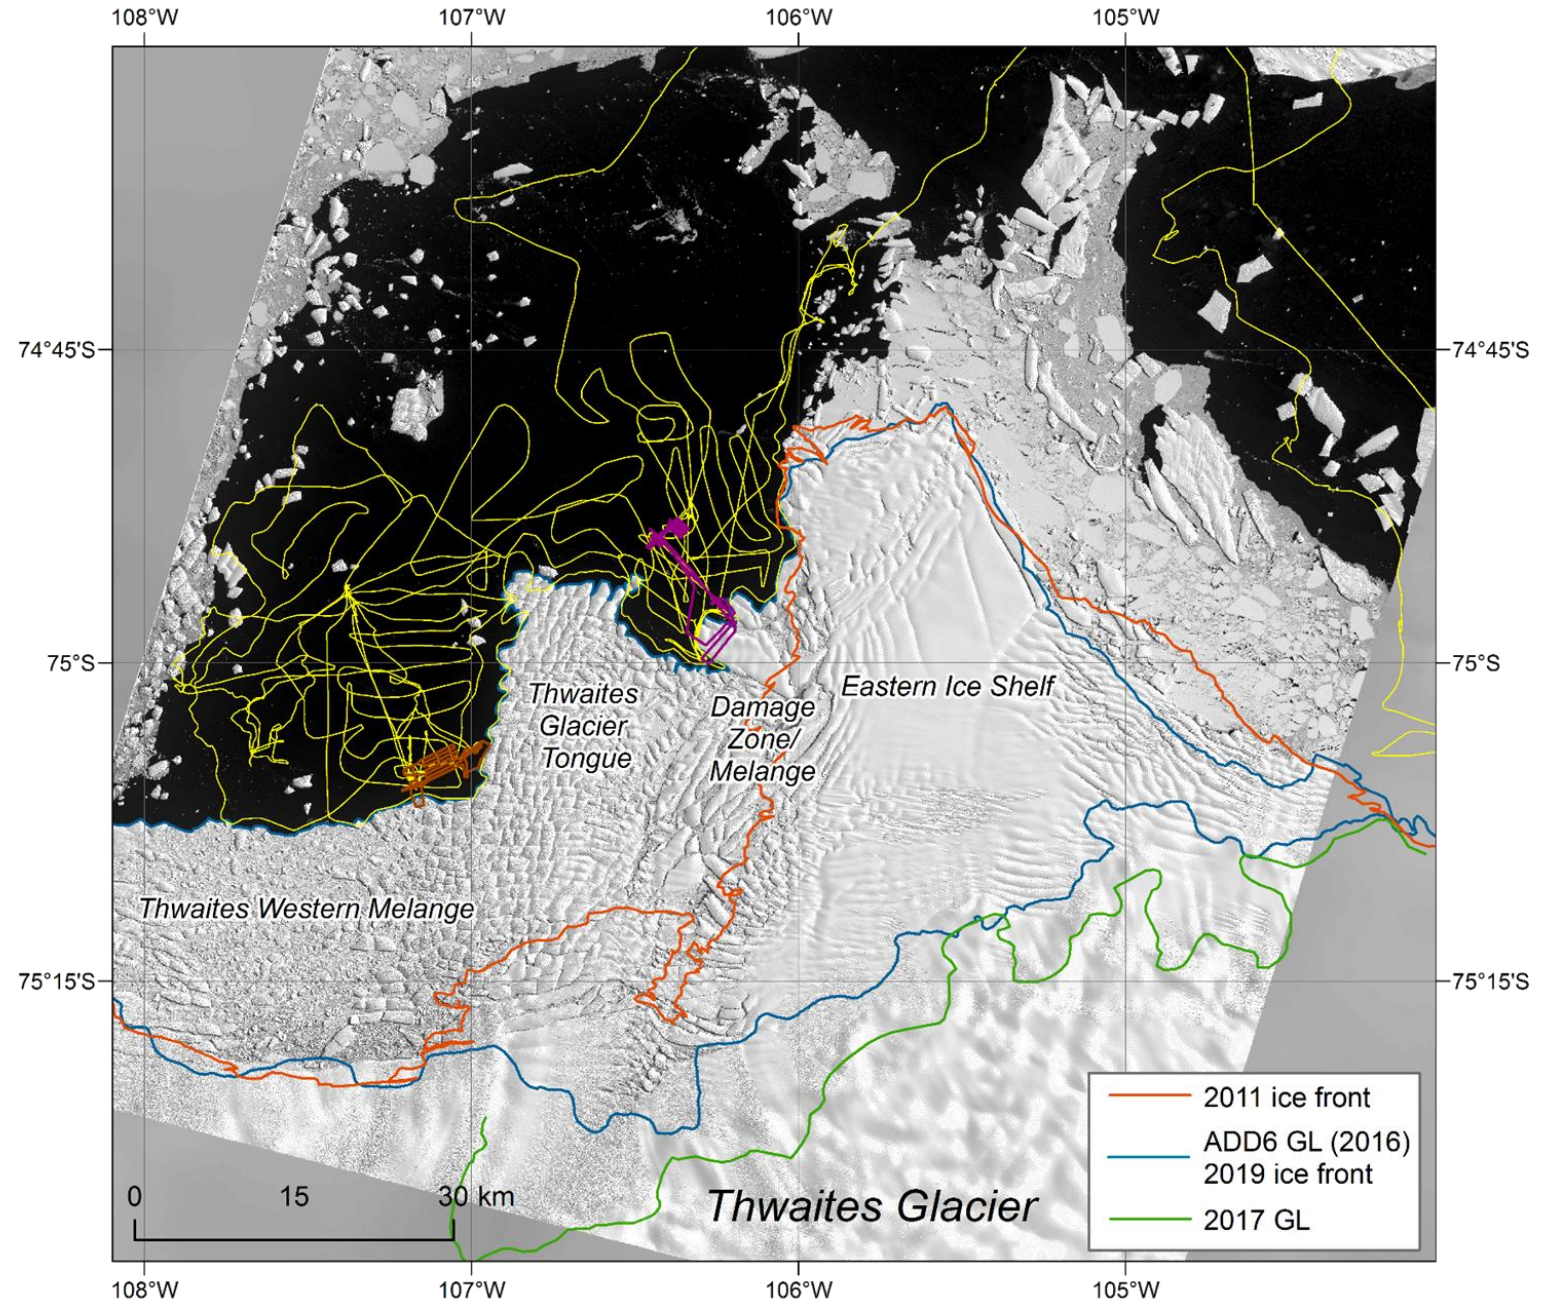 108°W 107°W 106°W 105°W
74°45'S 74°45'S
75°S 75°S
Eastern Ice Shelf
Thwaites
Glacier
Tongue
Damage
Zone/
Melange
Thwaites Western Melange
75°15'S 75°15'S
2011 ice front
ADD6 GL (2016)
2019 ice front
2017 GL
0 15 30 km
Thwaites Glacier
108°W 107°W 106°W 105°W